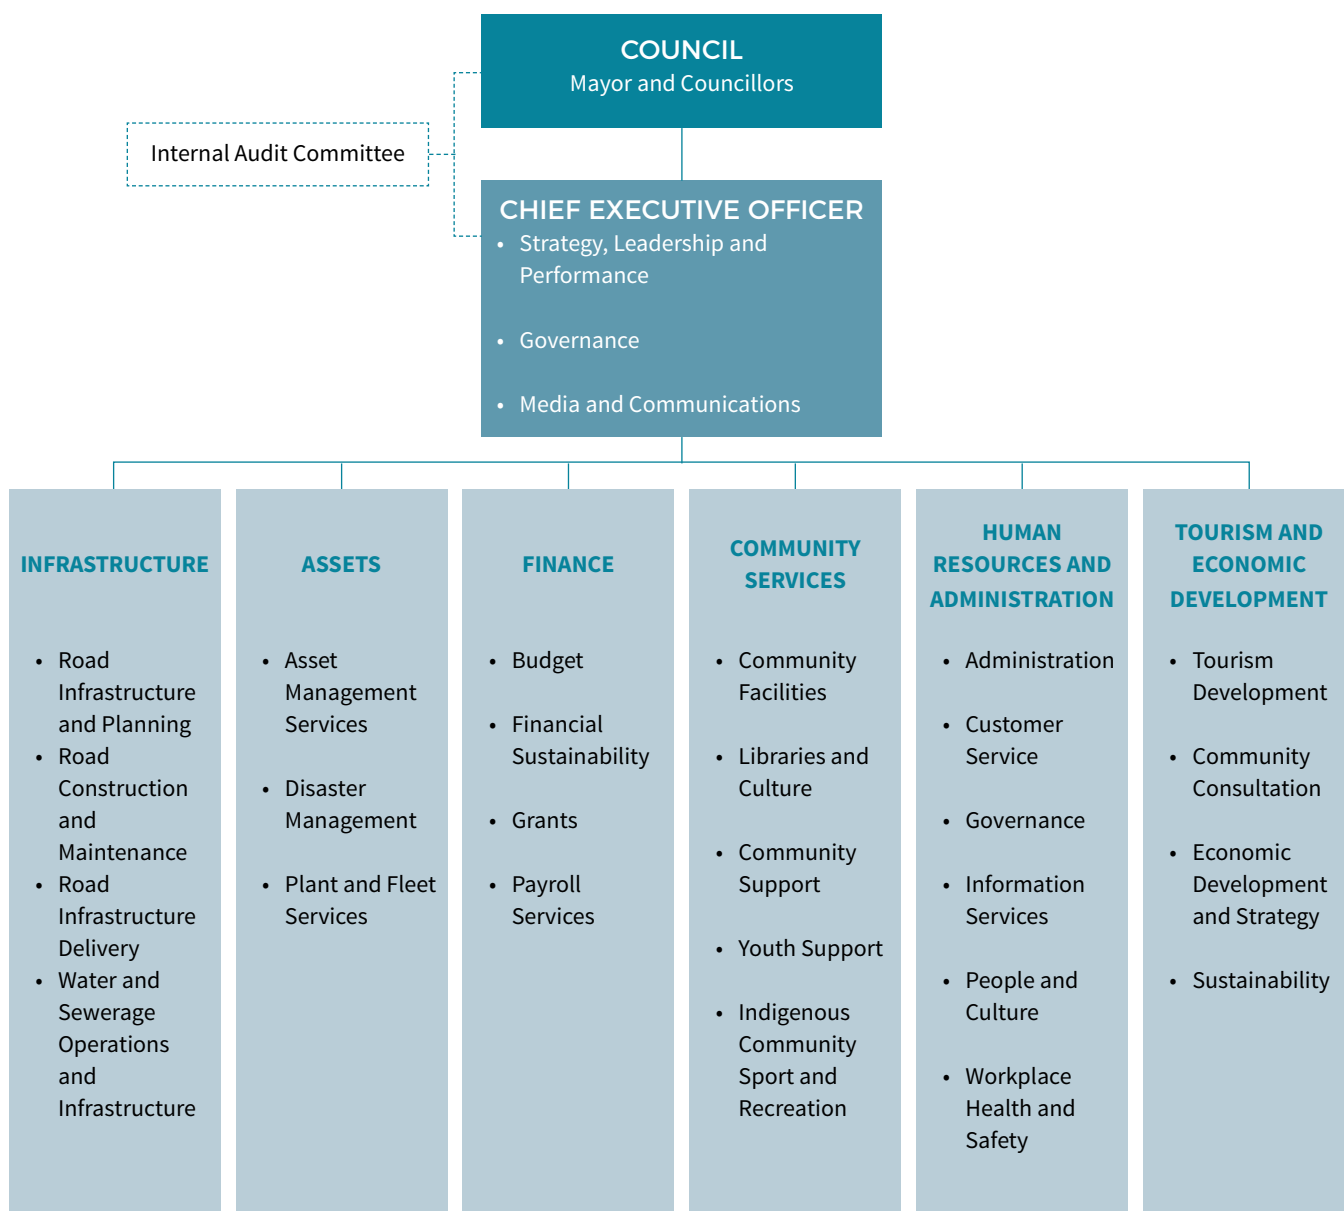 COUNCIL
Mayor and Councillors
Internal Audit Committee
CHIEF EXECUTIVE OFFICER
• Strategy, Leadership and
Performance
• Governance
• Media and Communications
INFRASTRUCTURE
• Road
Infrastructure
and Planning
• Road
Construction
and
Maintenance
• Road
Infrastructure
Delivery
• Water and
Sewerage
Operations
and
Infrastructure
ASSETS
• Asset
Management
Services
• Disaster
Management
• Plant and Fleet
Services
FINANCE
• Budget
• Financial
Sustainability
• Grants
• Payroll
Services
COMMUNITY
SERVICES
• Community
Facilities
• Libraries and
Culture
• Community
Support
• Youth Support
• Indigenous
Community
Sport and
Recreation
HUMAN
RESOURCES AND
ADMINISTRATION
• Administration
• Customer
Service
• Governance
• Information
Services
• People and
Culture
• Workplace
Health and
Safety
TOURISM AND
ECONOMIC
DEVELOPMENT
• Tourism
Development
• Community
Consultation
• Economic
Development
and Strategy
• Sustainability